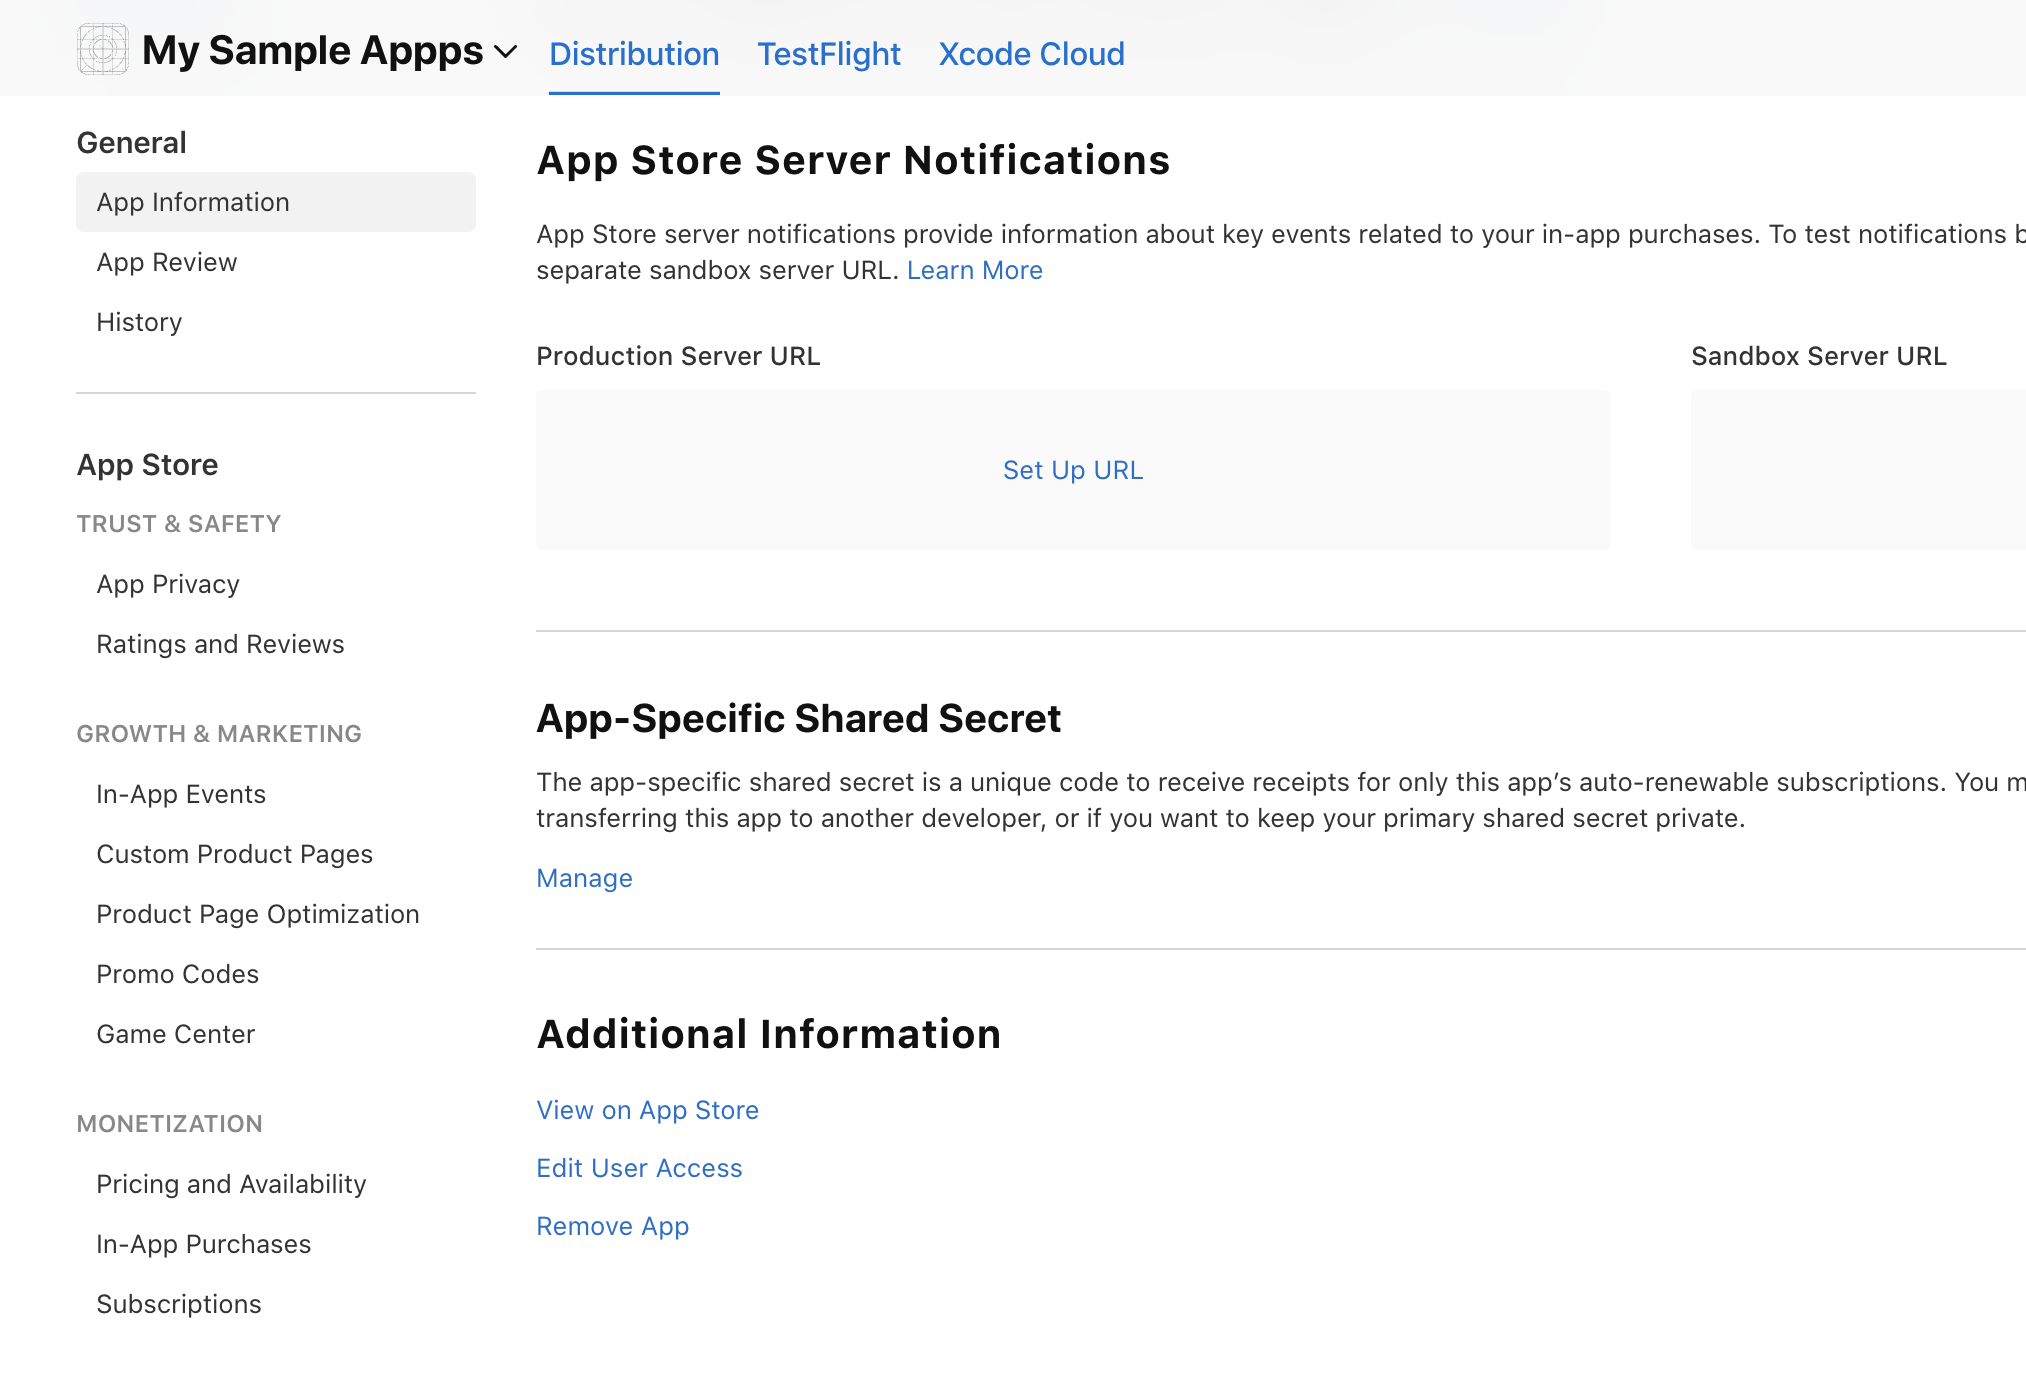 My Sample Appps
Distribution
TestFlight
Xcode Cloud
General
App Information
App Review
History
App Store
TRUST & SAFETY
App Privacy
Ratings and Reviews
GROWTH & MARKETING
In-App Events
Custom Product Pages
Product Page Optimization
Promo Codes
Game Center
MONETIZATION
Pricing and Availability
In-App Purchases
Subscriptions
App Store Server Notifications
App Store server notifications provide information about key events related to your in-app purchases. To test notifications
separate sandbox server URL. Learn More
Production Server URL
Sandbox Server URL
Set Up URL
App-Specific Shared Secret
The app-specific shared secret is a unique code to receive receipts for only this app’s auto-renewable subscriptions. You
transferring this app to another developer, or if you want to keep your primary shared secret private.
Manage
Additional Information
View on App Store
Edit User Access
Remove App